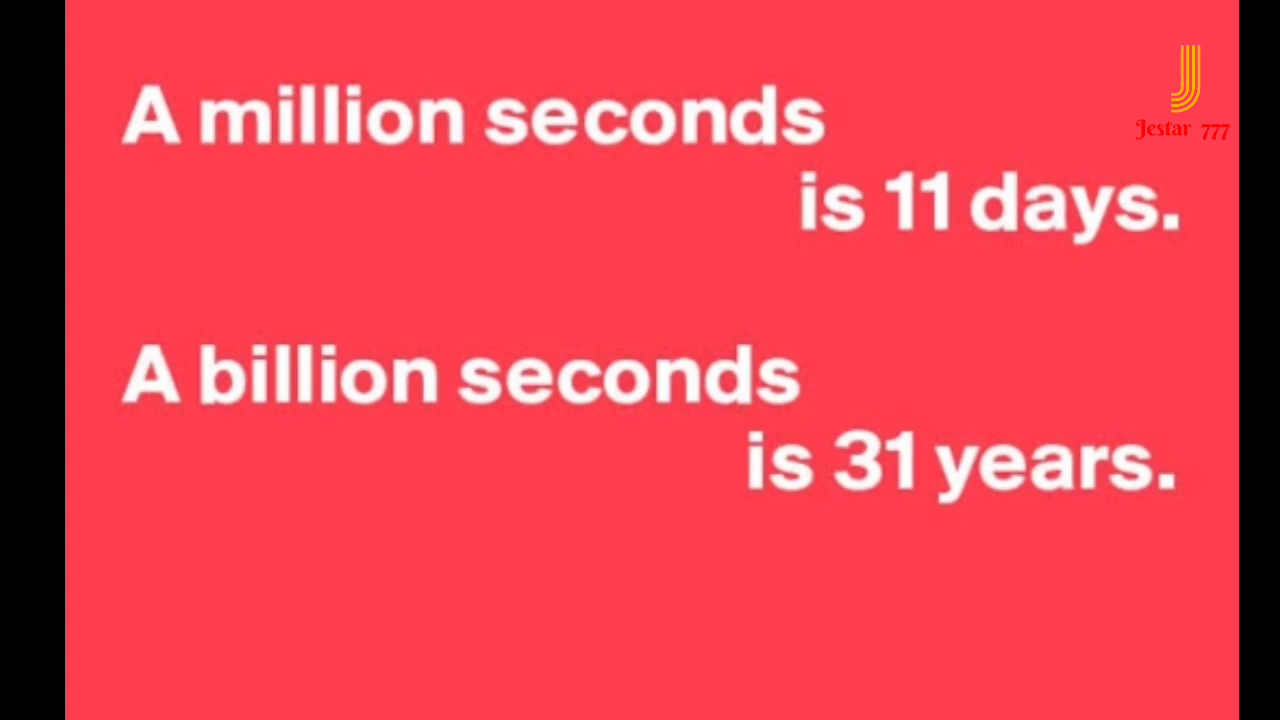 A million seconds
Jestar 777
is 11 days.
A billion seconds
is 31 years.